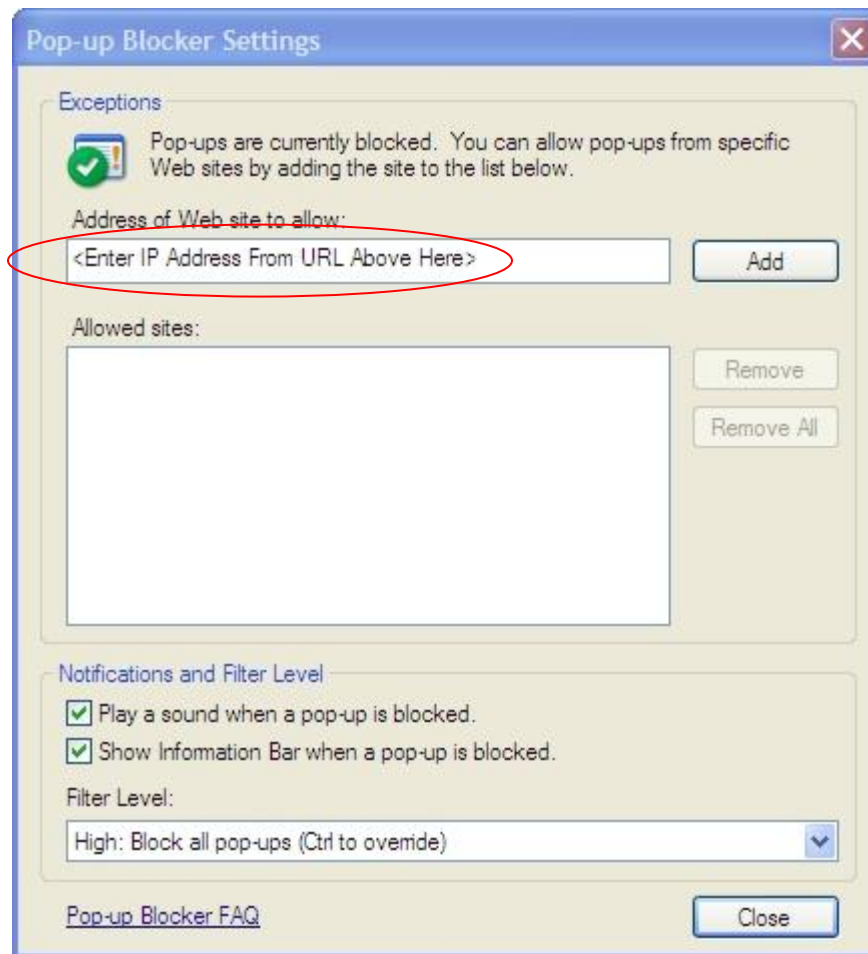 Pop-up Blocker Settings
Exceptions
Pop-ups are currently blocked. You can allow pop-ups from specific
Web sites by adding the site to the list below.
Address of Web site to allow:
<Enter IP Address From URL Above Here>
Add
Allowed sites:
Remove
Remove All
Notifications and Filter Level
Play a sound when a pop-up is blocked.
Show Information Bar when a pop-up is blocked.
Filter Level:
High: Block all pop-ups (Ctrl to override)
Pop-up Blocker FAQ
Close